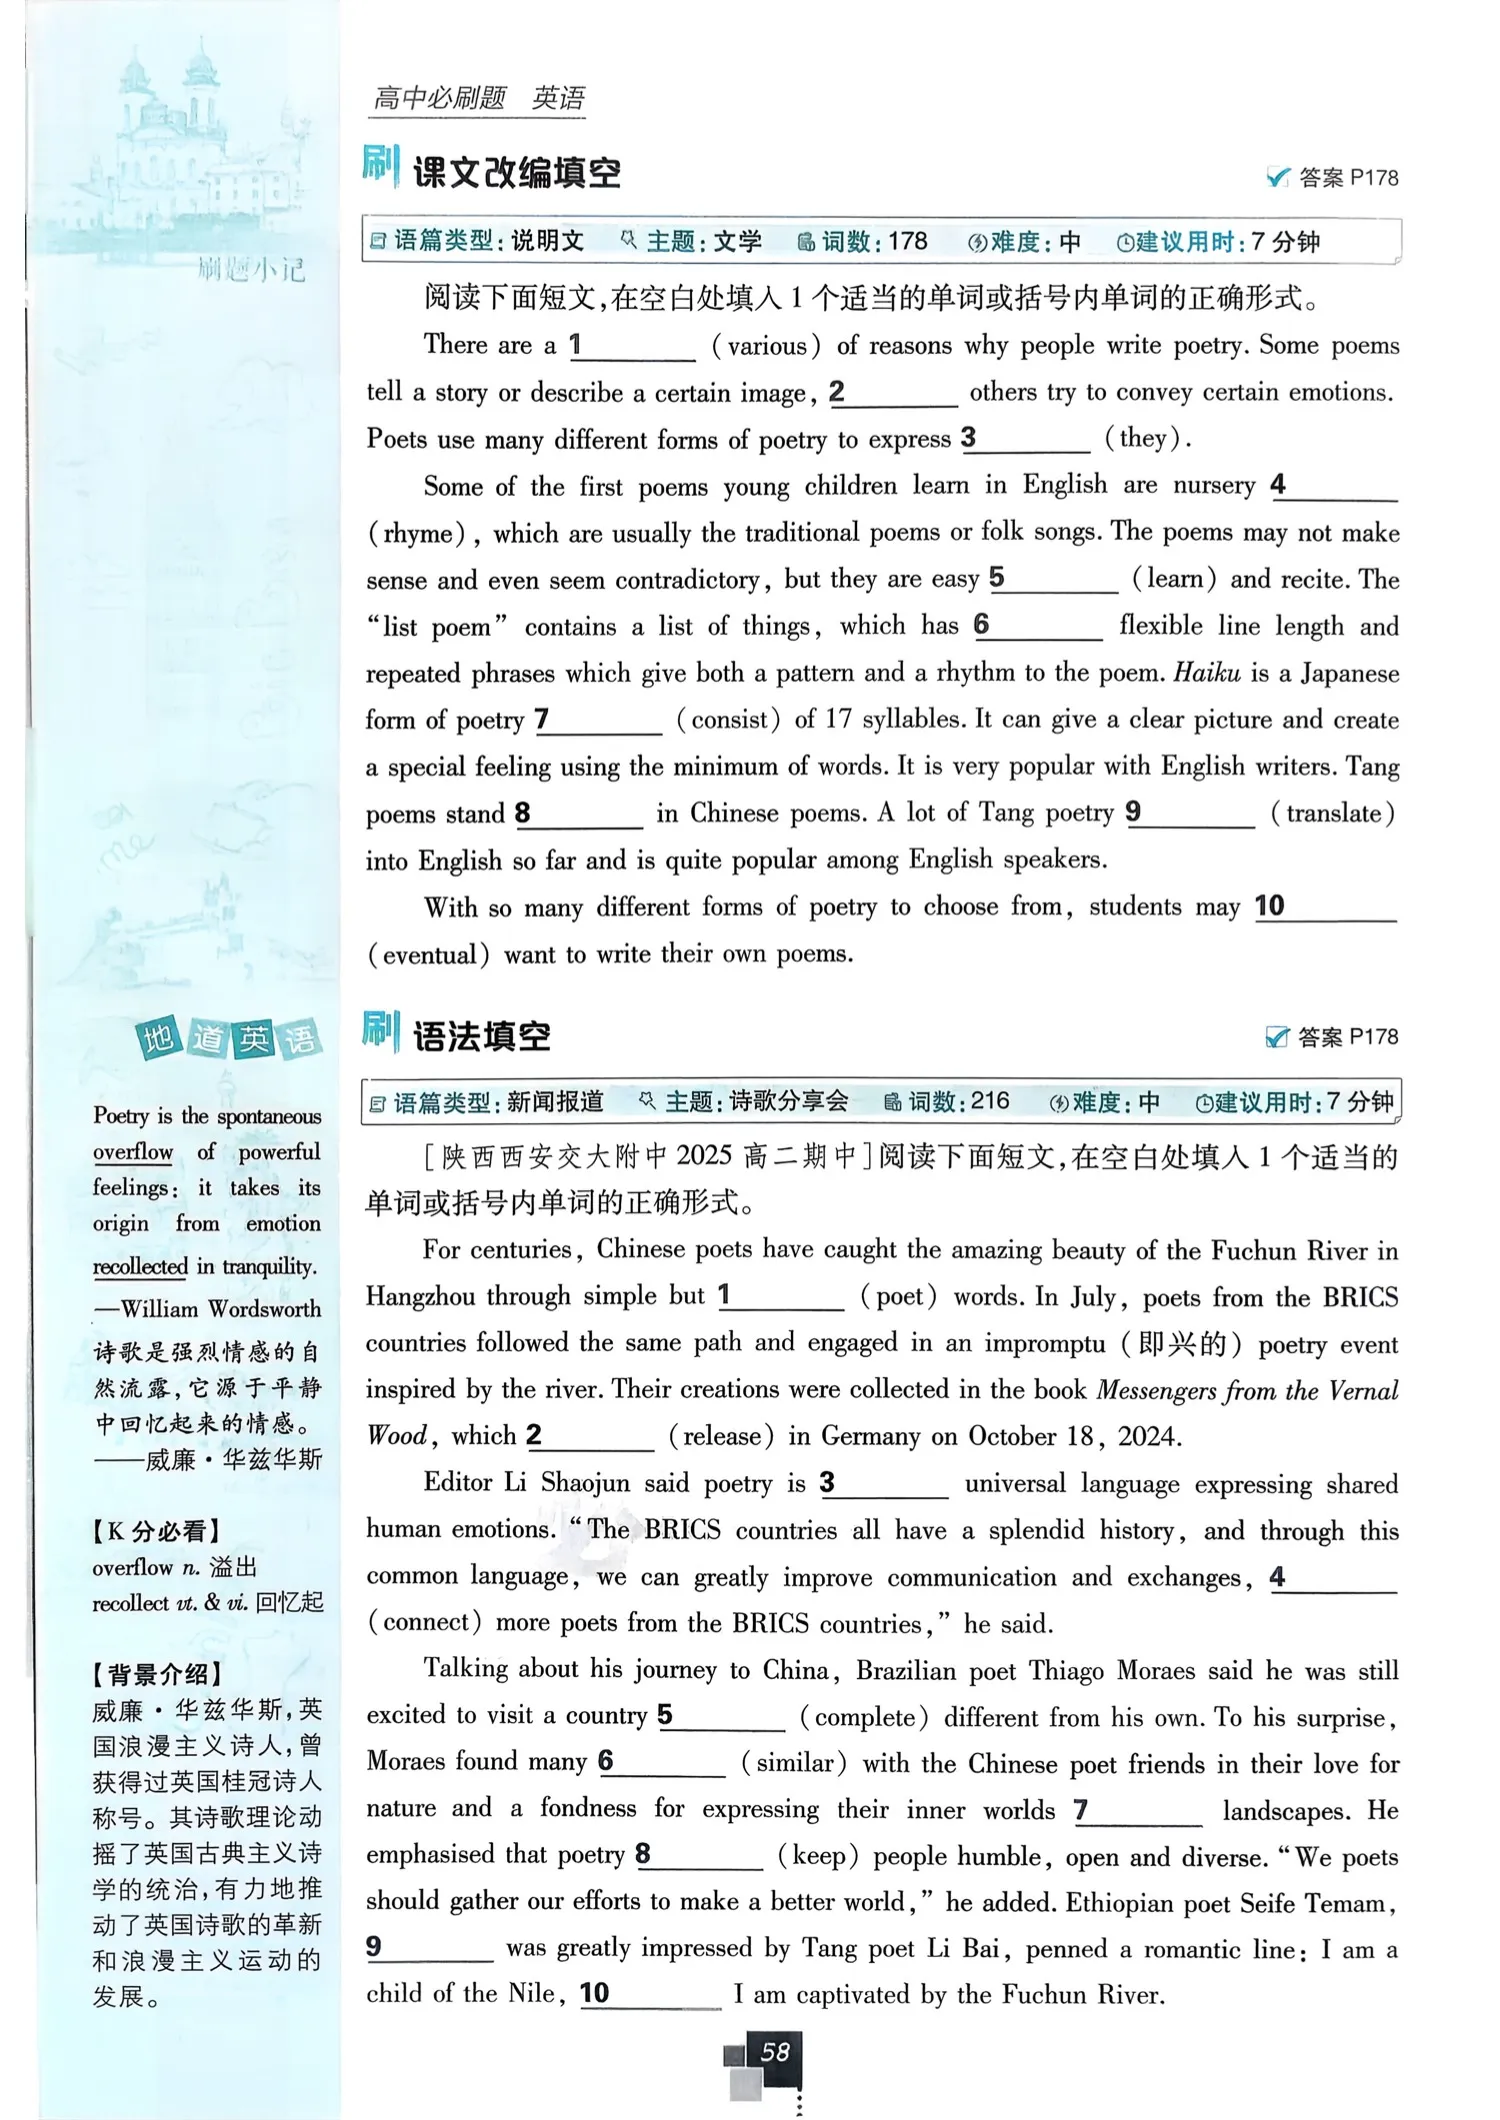 高中必刷题 英语
刷 课文改编填空
答案 P178
语篇类型：说明文 主题：文学 词数：178 难度：中 建议用时：7 分钟
刷题小记
阅读下面短文，在空白处填入 1 个适当的单词或括号内单词的正确形式。
There are a 1________ (various) of reasons why people write poetry. Some poems
tell a story or describe a certain image, 2________ others try to convey certain emotions.
Poets use many different forms of poetry to express 3________ (they).
Some of the first poems young children learn in English are nursery 4________
(rhyme), which are usually the traditional poems or folk songs. The poems may not make
sense and even seem contradictory, but they are easy 5________ (learn) and recite. The
“list poem” contains a list of things, which has 6________ flexible line length and
repeated phrases which give both a pattern and a rhythm to the poem. Haiku is a Japanese
form of poetry 7________ (consist) of 17 syllables. It can give a clear picture and create
a special feeling using the minimum of words. It is very popular with English writers. Tang
poems stand 8________ in Chinese poems. A lot of Tang poetry 9________ (translate)
into English so far and is quite popular among English speakers.
With so many different forms of poetry to choose from, students may 10________
(eventual) want to write their own poems.
刷 语法填空
答案 P178
语篇类型：新闻报道 主题：诗歌分享会 词数：216 难度：中 建议用时：7 分钟
[陕西西安交大附中 2025 高二期中]阅读下面短文，在空白处填入 1 个适当的
单词或括号内单词的正确形式。
For centuries, Chinese poets have caught the amazing beauty of the Fuchun River in
Hangzhou through simple but 1________ (poet) words. In July, poets from the BRICS
countries followed the same path and engaged in an impromptu (即兴的) poetry event
inspired by the river. Their creations were collected in the book Messengers from the Vernal
Wood, which 2________ (release) in Germany on October 18, 2024.
Editor Li Shaojun said poetry is 3________ universal language expressing shared
human emotions. “The BRICS countries all have a splendid history, and through this
common language, we can greatly improve communication and exchanges, 4________
(connect) more poets from the BRICS countries,” he said.
Talking about his journey to China, Brazilian poet Thiago Moraes said he was still
excited to visit a country 5________ (complete) different from his own. To his surprise,
Moraes found many 6________ (similar) with the Chinese poet friends in their love for
nature and a fondness for expressing their inner worlds 7________ landscapes. He
emphasised that poetry 8________ (keep) people humble, open and diverse. “We poets
should gather our efforts to make a better world,” he added. Ethiopian poet Seife Temam,
9________ was greatly impressed by Tang poet Li Bai, penned a romantic line: I am a
child of the Nile, 10________ I am captivated by the Fuchun River.
地道英语
Poetry is the spontaneous
overflow of powerful
feelings: it takes its
origin from emotion
recollected in tranquility.
—William Wordsworth
诗歌是强烈情感的自
然流露，它源于平静
中回忆起来的情感。
——威廉·华兹华斯
【K 分必看】
overflow n. 溢出
recollect vt. & vi. 回忆起
【背景介绍】
威廉·华兹华斯，英
国浪漫主义诗人，曾
获得过英国桂冠诗人
称号。其诗歌理论动
摇了英国古典主义诗
学的统治，有力地推
动了英国诗歌的革新
和浪漫主义运动的
发展。
58